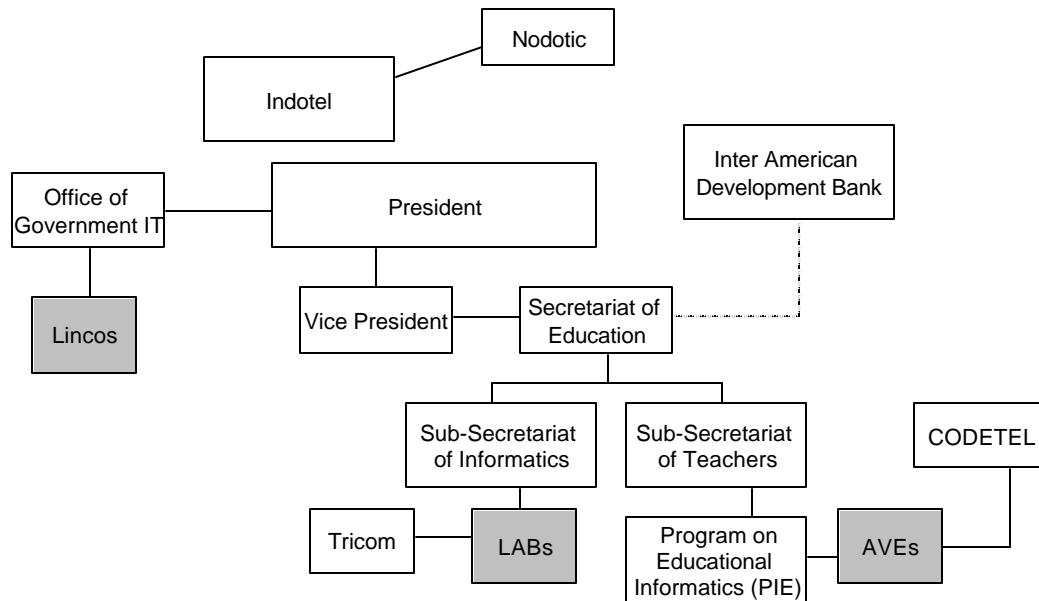 Nodotic
Indotel
Inter American
Development Bank
Office of
Government IT
President
Lincos
Vice President
Secretariat of
Education
Sub-Secretariat
of Informatics
Sub-Secretariat
of Teachers
CODETEL
Tricom
LABs
Program on
Educational
Informatics (PIE)
AVEs